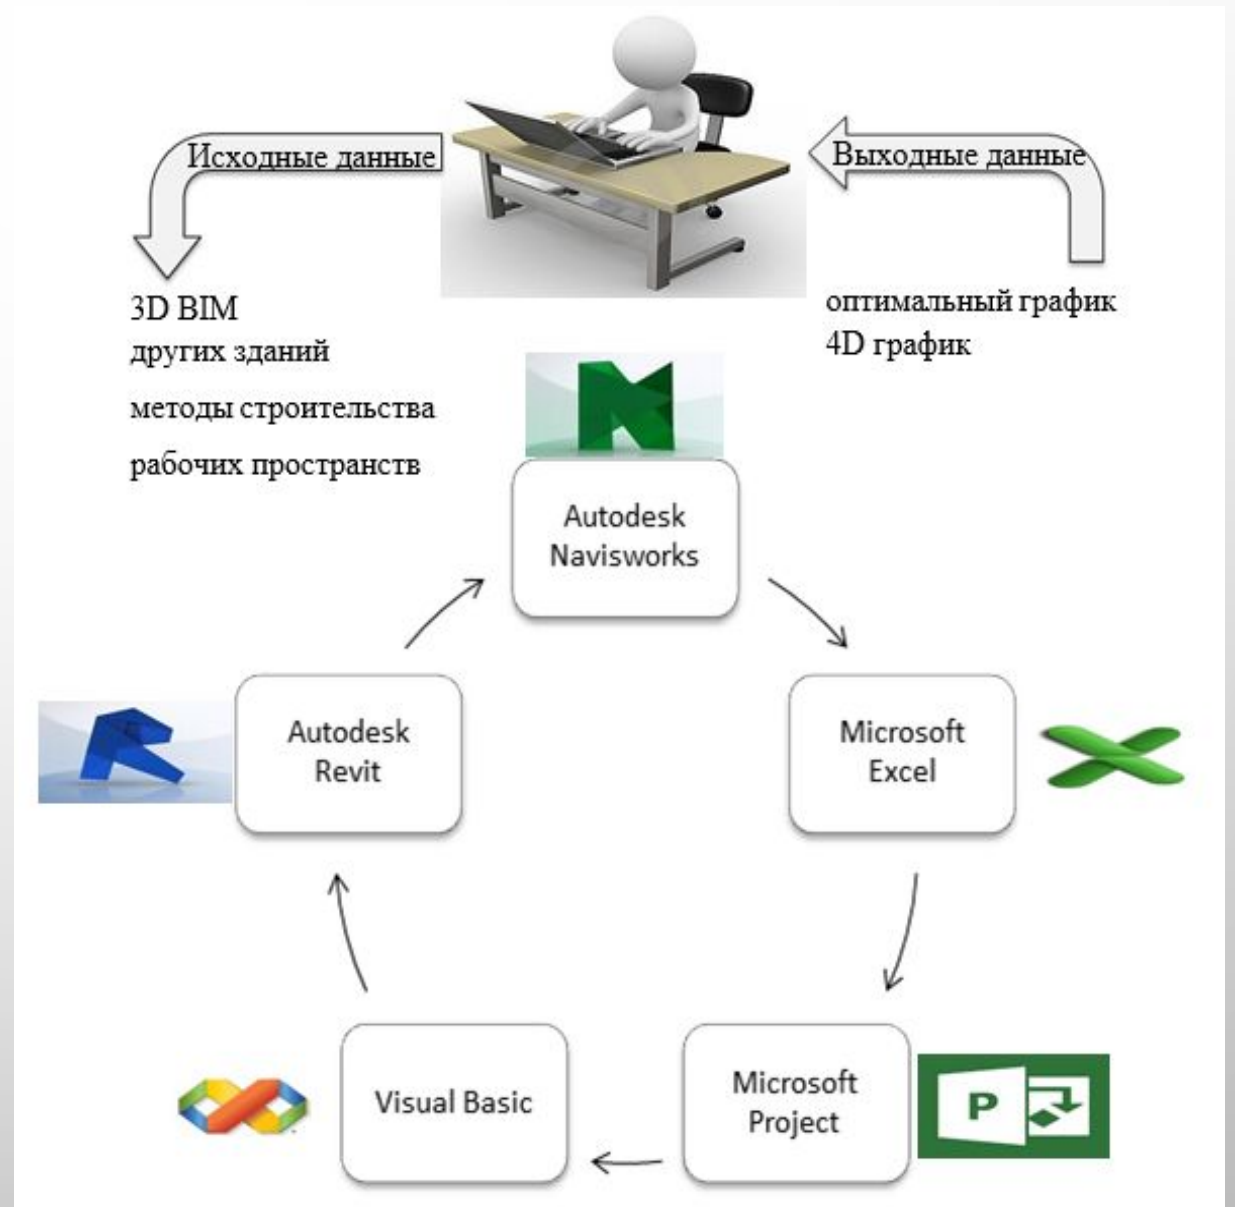 Исходные данные
Выходные данные
3D BIM
других зданий
методы строительства
рабочих пространств
оптимальный график
4D график
Autodesk
Navisworks
Autodesk
Revit
Microsoft
Excel
Visual Basic
Microsoft
Project
P